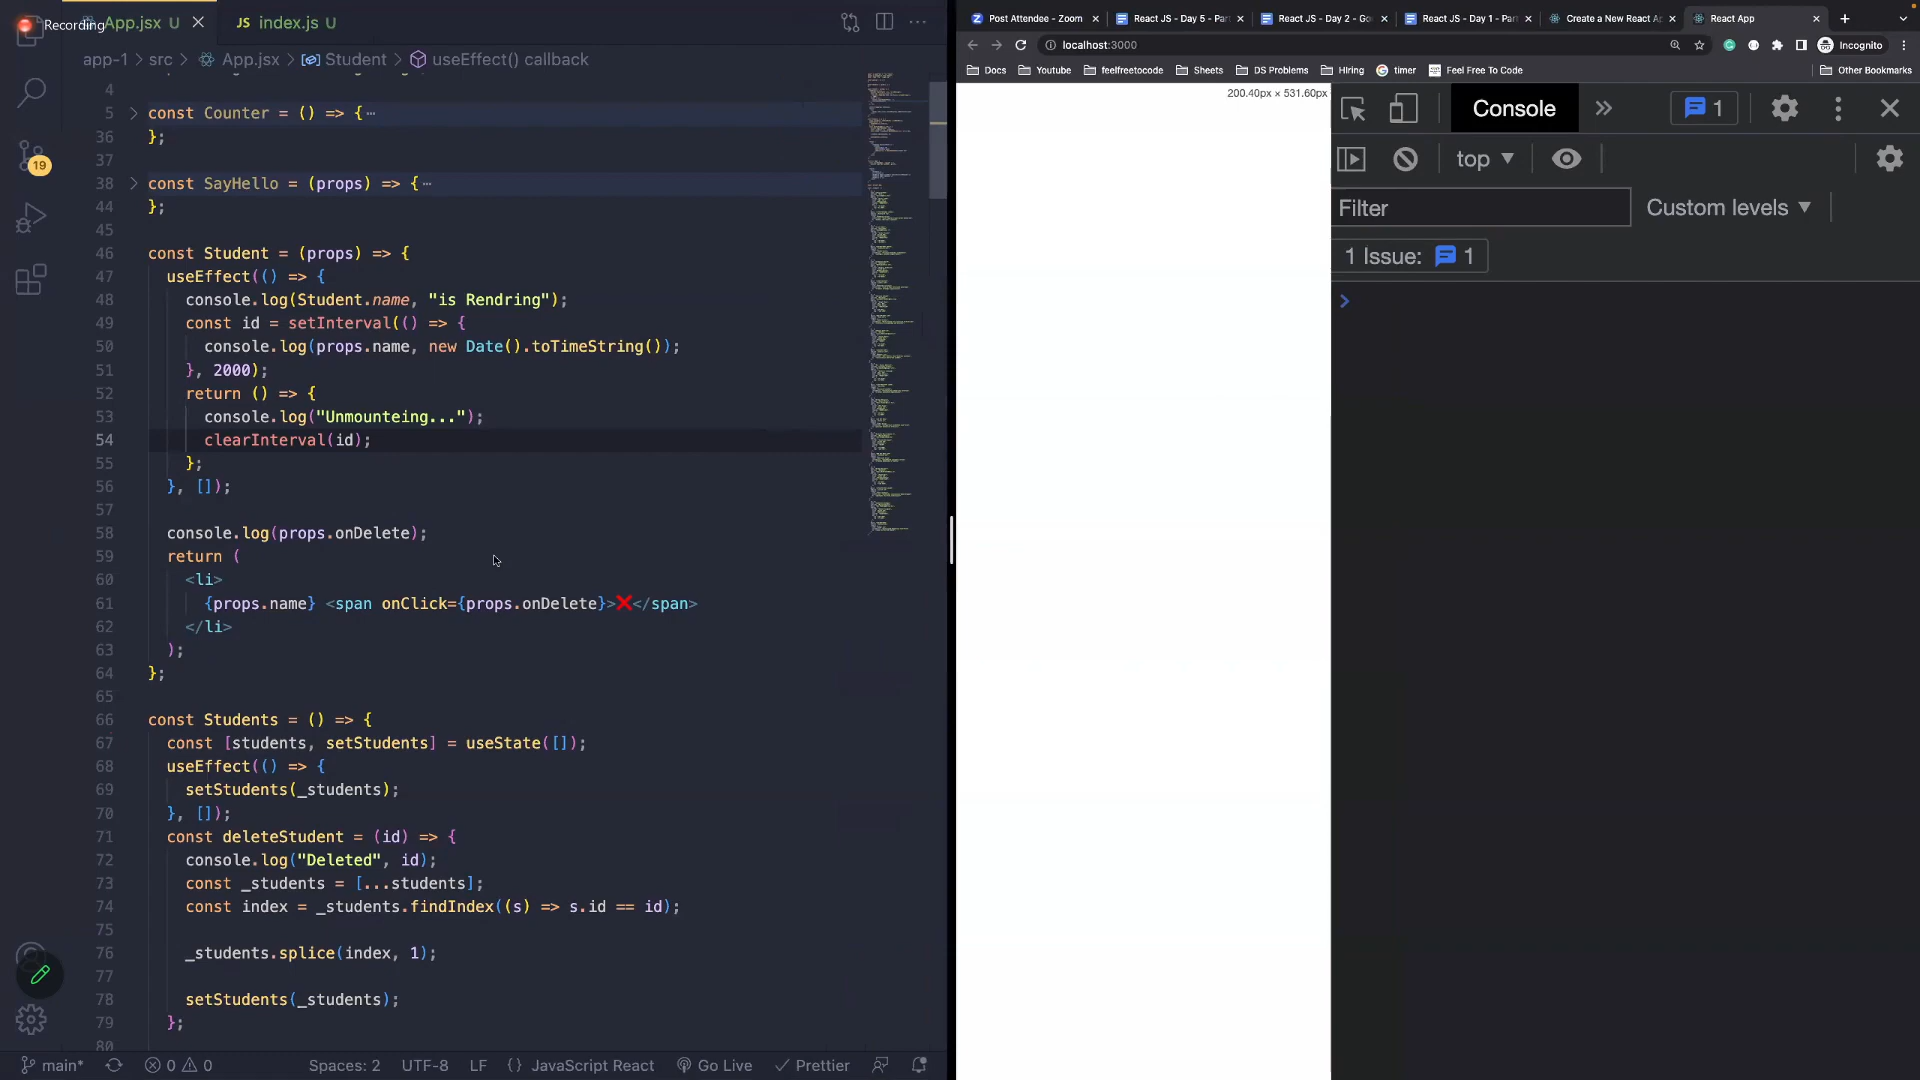 Recording
App.jsx U
JS index.js U
app-1 > src > App.jsx > Student > useEffect() callback
4
5 const Counter = () => {…
36 };
37
38 const SayHello = (props) => {…
44 };
45
46 const Student = (props) => {
47 useEffect(() => {
48 console.log(Student.name, "is Rendring");
49 const id = setInterval(() => {
50 console.log(props.name, new Date().toTimeString());
51 }, 2000);
52 return () => {
53 console.log("Unmounteing...");
54 clearInterval(id);
55 };
56 }, []);
57
58 console.log(props.onDelete);
59 return (
60 <li>
61 {props.name} <span onClick={props.onDelete}>❌</span>
62 </li>
63 );
64 };
65
66 const Students = () => {
67 const [students, setStudents] = useState([]);
68 useEffect(() => {
69 setStudents(_students);
70 }, []);
71 const deleteStudent = (id) => {
72 console.log("Deleted", id);
73 const _students = [...students];
74 const index = _students.findIndex((s) => s.id == id);
75
76 _students.splice(index, 1);
77
78 setStudents(_students);
79 };
80
19
main* 0 0 Spaces: 2 UTF-8 LF {} JavaScript React Go Live Prettier
Post Attendee - Zoom
React JS - Day 5 - Part
React JS - Day 2 - Go
React JS - Day 1 - Part
Create a New React Ap
React App
localhost:3000
Incognito
Docs Youtube feelfreetocode Sheets DS Problems Hiring timer Feel Free To Code Other Bookmarks
200.40px × 531.60px
Console » 1
top
Filter
Custom levels
1 Issue: 1